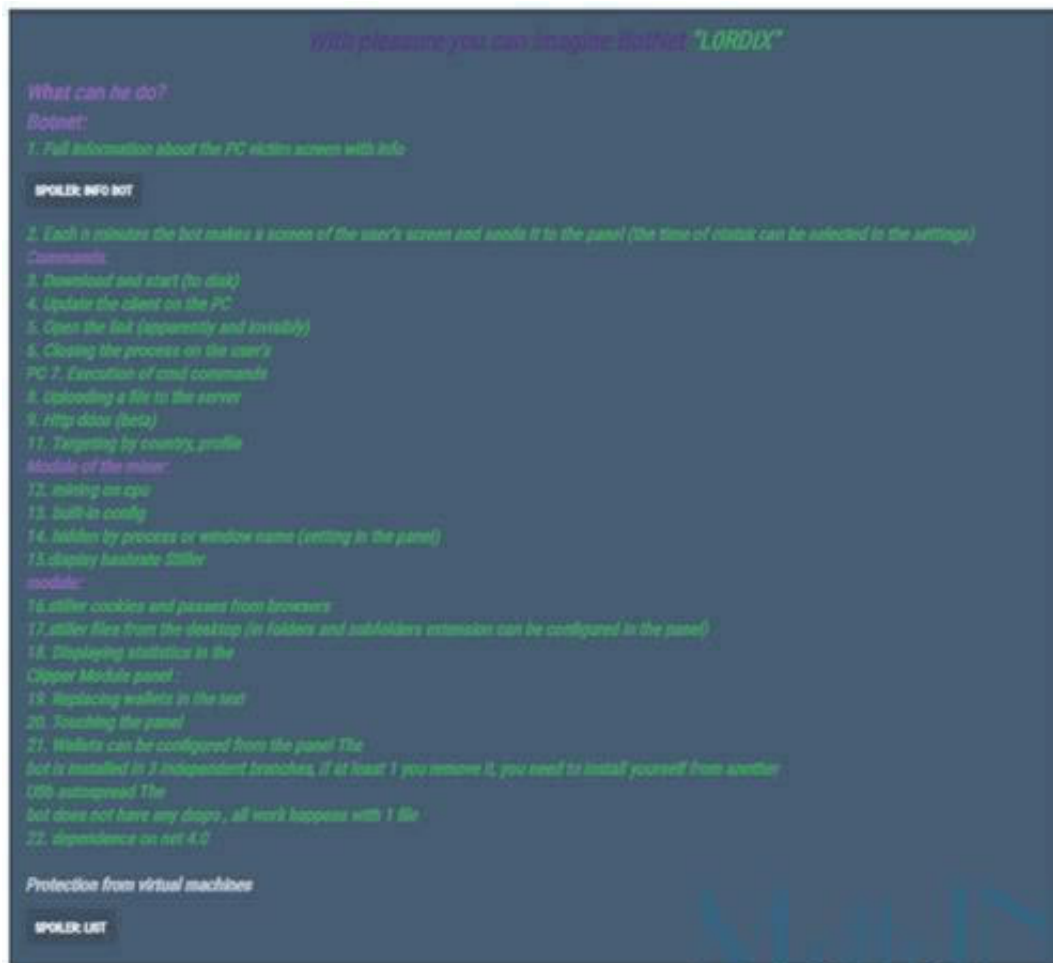 With pleasure you can imagine BotNet "L0RDIX"
What can he do?
Botnet:
1. Full information about the PC victim screen with info
SPOILER: INFO BOT
2. Each n minutes the bot makes a screen of the user's screen and sends it to the panel (the time of status can be selected in the settings)
Commands:
3. Download and start (to disk)
4. Update the client on the PC
5. Open the link (apparently and invisibly)
6. Closing the process on the user's
PC 7. Execution of cmd commands
8. Uploading a file to the server
9. Http ddos (beta)
11. Targeting by country, profile
Module of the miner:
12. mining on cpu
13. built-in config
14. hidden by process or window name (setting in the panel)
15.display hashrate Stiller
module:
16.stiller cookies and passes from browsers
17.stiller files from the desktop (in folders and subfolders extension can be configured in the panel)
18. Displaying statistics in the
Clipper Module panel :
19. Replacing wallets in the text
20. Touching the panel
21. Wallets can be configured from the panel The
bot is installed in 3 independent branches, if at least 1 you remove it, you need to install yourself from another
USb autospread The
bot does not have any drops , all work happens with 1 file
22. dependence on net 4.0
Protection from virtual machines
SPOILER: LIST